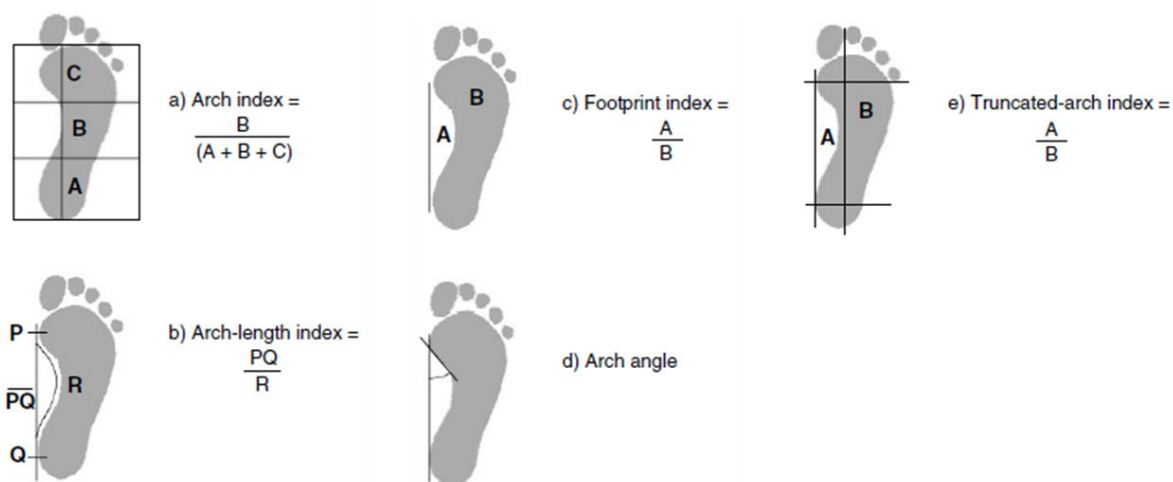 C
B
A
a) Arch index =
B
(A + B + C)
B
A
c) Footprint index =
A
B
B
A
e) Truncated-arch index =
A
B
P
PQ
Q
R
b) Arch-length index =
PQ
R
d) Arch angle